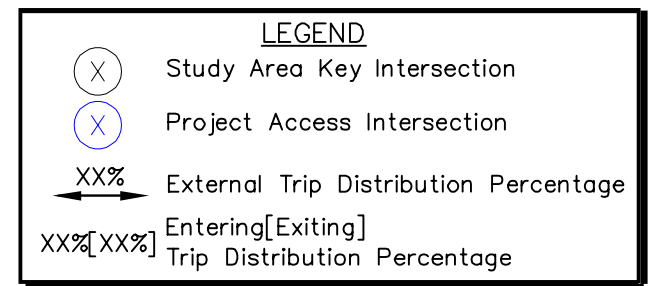 LEGEND
X Study Area Key Intersection
X Project Access Intersection
XX% External Trip Distribution Percentage
XX%[XX%] Entering[Exiting]
Trip Distribution Percentage